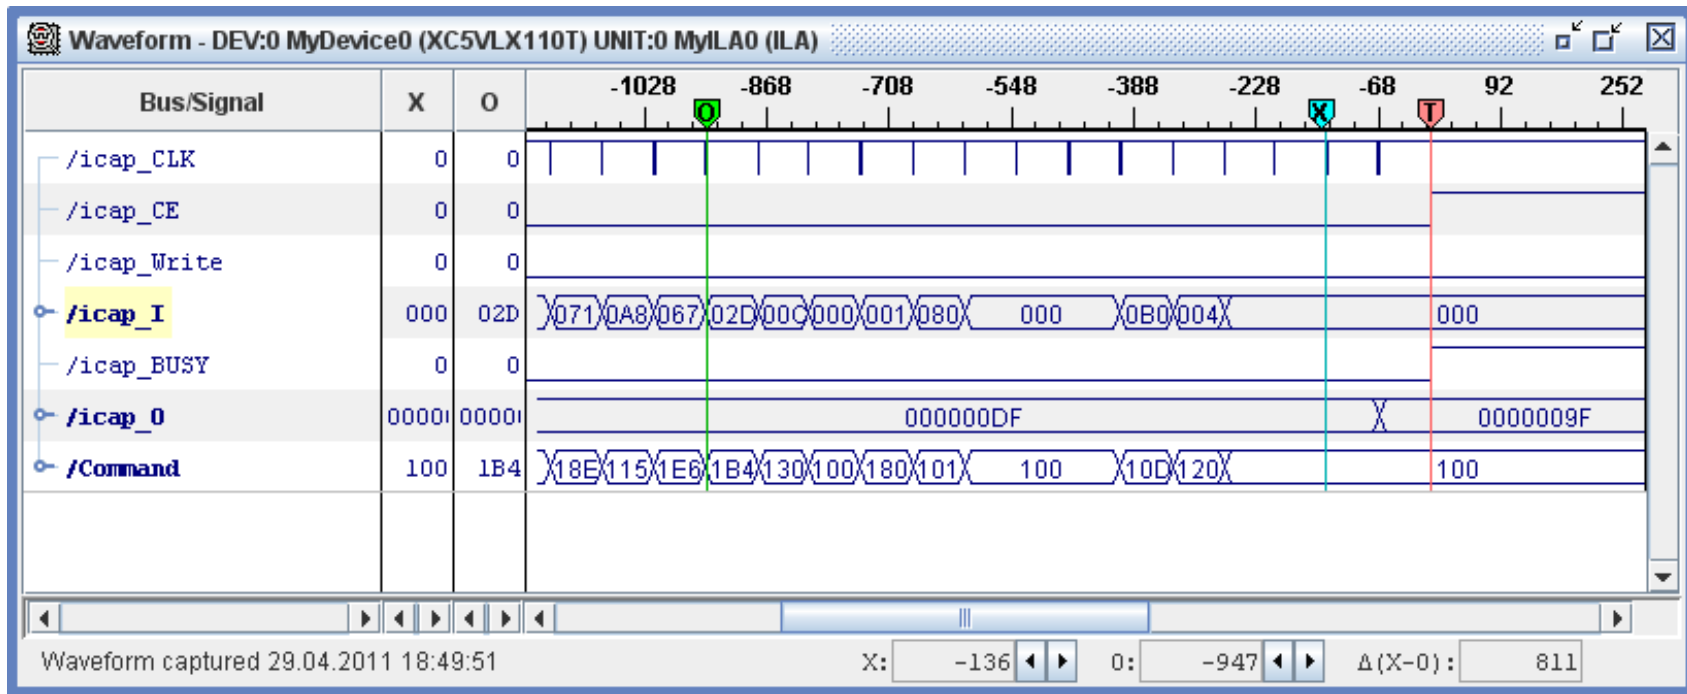 Waveform - DEV:0 MyDevice0 (XC5VLX110T) UNIT:0 MyILA0 (ILA)
Bus/Signal X O -1028 -868 -708 -548 -388 -228 -68 92 252
O X T
/icap_CLK 0 0
/icap_CE 0 0
/icap_Write 0 0
/icap_I 000 02D 071 0A8 067 02D 00C 000 001 080 000 0B0 004 000
/icap_BUSY 0 0
/icap_O 0000 0000 000000DF 0000009F
/Command 100 1B4 18E 115 1E6 1B4 130 100 180 101 100 10D 120 100
Waveform captured 29.04.2011 18:49:51 X: -136 O: -947 Δ(X-O): 811